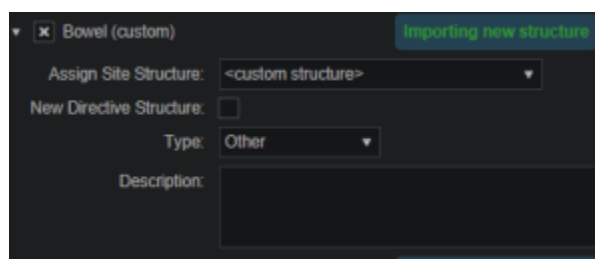 Bowel (custom) Importing new structure
Assign Site Structure: <custom structure>
New Directive Structure:
Type: Other
Description: